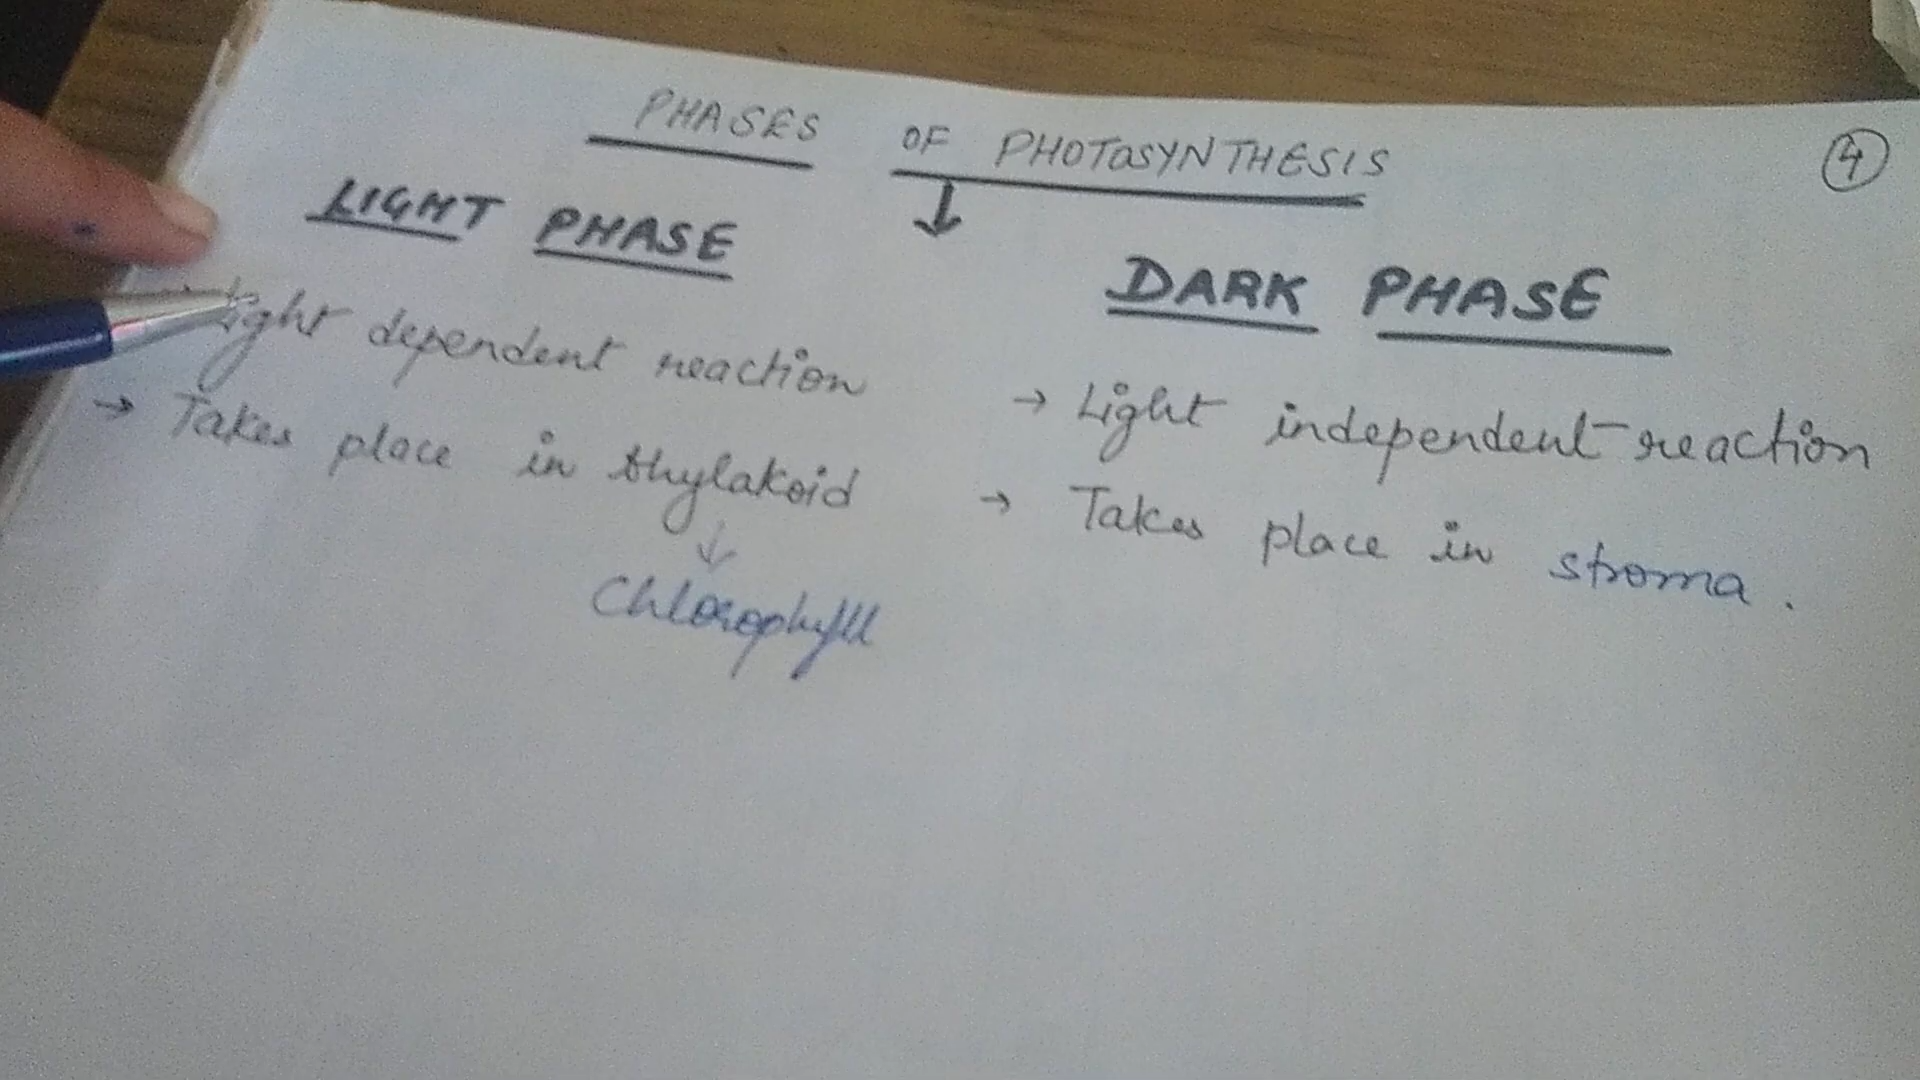 PHASES OF PHOTOSYNTHESIS
4
↓
LIGHT PHASE
→ Light dependent reaction
→ Takes place in thylakoid
↓
Chlorophyll
DARK PHASE
→ Light independent reaction
→ Takes place in stroma.